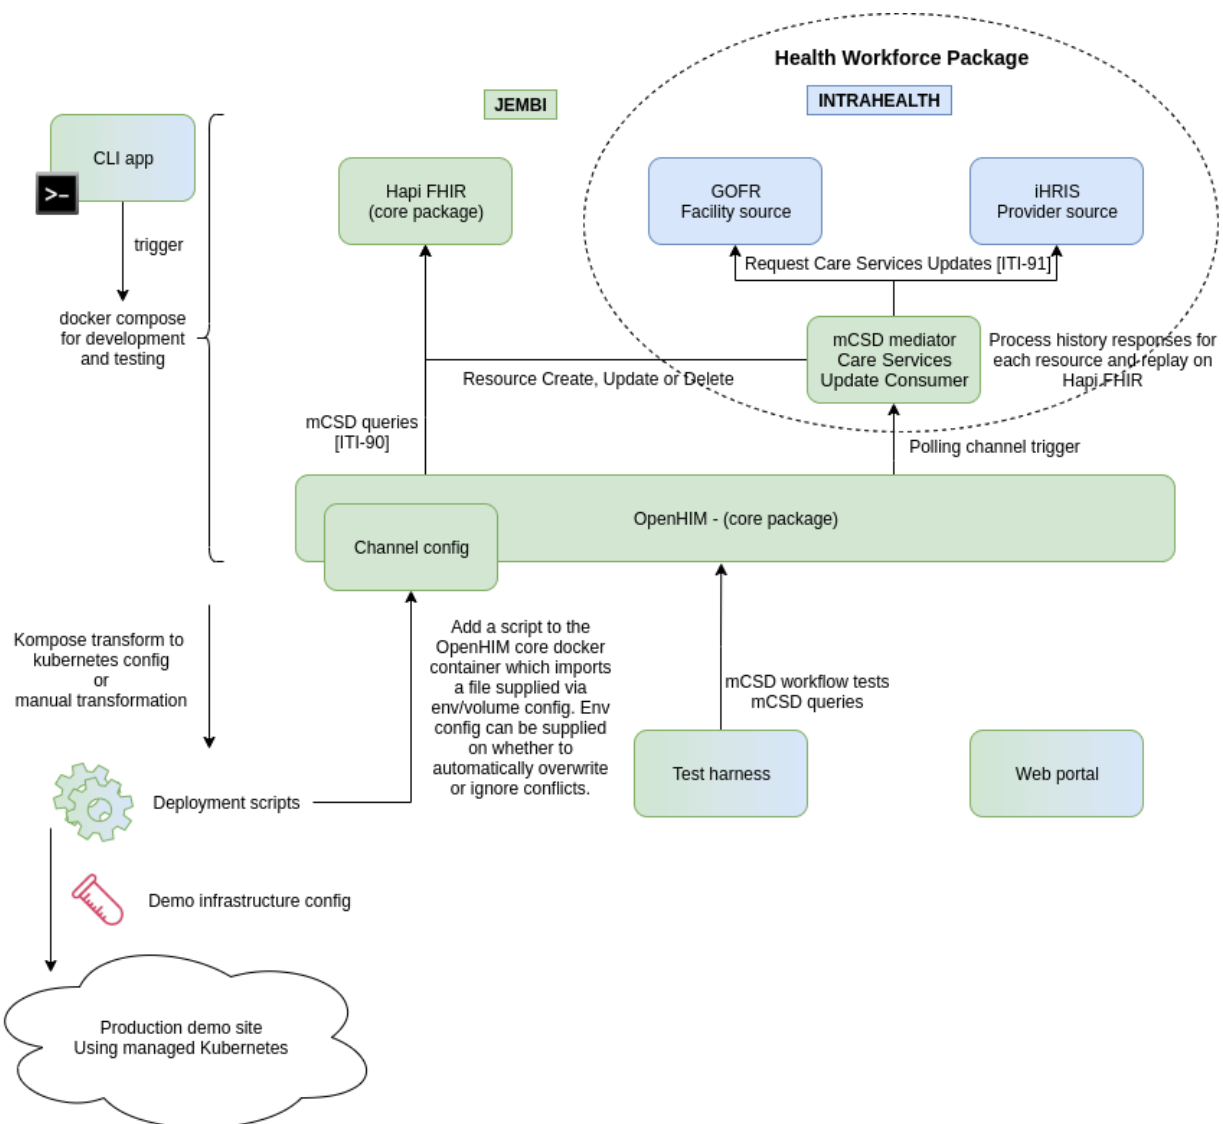 Health Workforce Package
JEMBI
INTRAHEALTH
CLI app
>-
trigger
docker compose
for development
and testing
Hapi FHIR
(core package)
GOFR
Facility source
iHRIS
Provider source
Request Care Services Updates [ITI-91]
mCSD mediator
Care Services
Update Consumer
Process history responses for
each resource and replay on
Hapi FHIR
Resource Create, Update or Delete
mCSD queries
[ITI-90]
Polling channel trigger
OpenHIM - (core package)
Channel config
Kompose transform to
kubernetes config
or
manual transformation
Add a script to the
OpenHIM core docker
container which imports
a file supplied via
env/volume config. Env
config can be supplied
on whether to
automatically overwrite
or ignore conflicts.
mCSD workflow tests
mCSD queries
Test harness
Web portal
Deployment scripts
Demo infrastructure config
Production demo site
Using managed Kubernetes